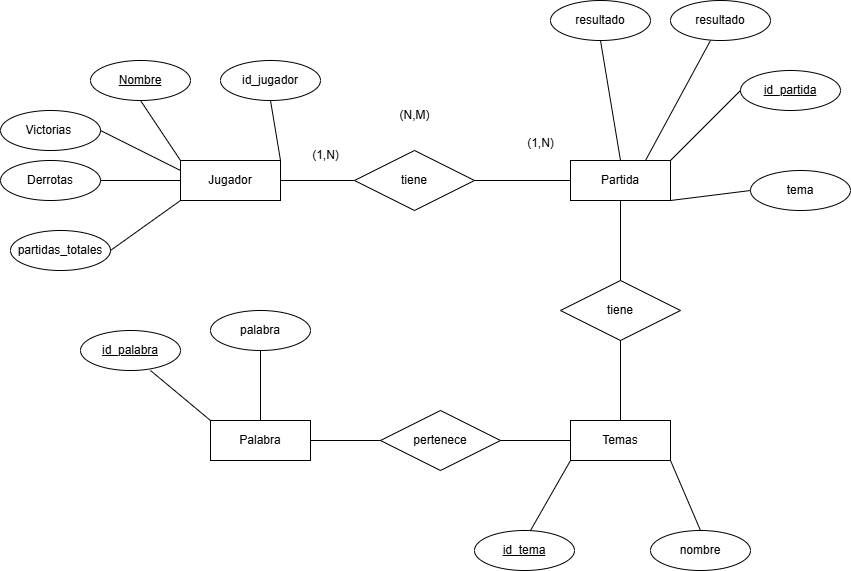 resultado
resultado
Nombre
id_jugador
id_partida
(N,M)
Victorias
(1,N)
(1,N)
Derrotas
Jugador
tiene
Partida
tema
partidas_totales
tiene
palabra
id_palabra
Palabra
pertenece
Temas
id_tema
nombre